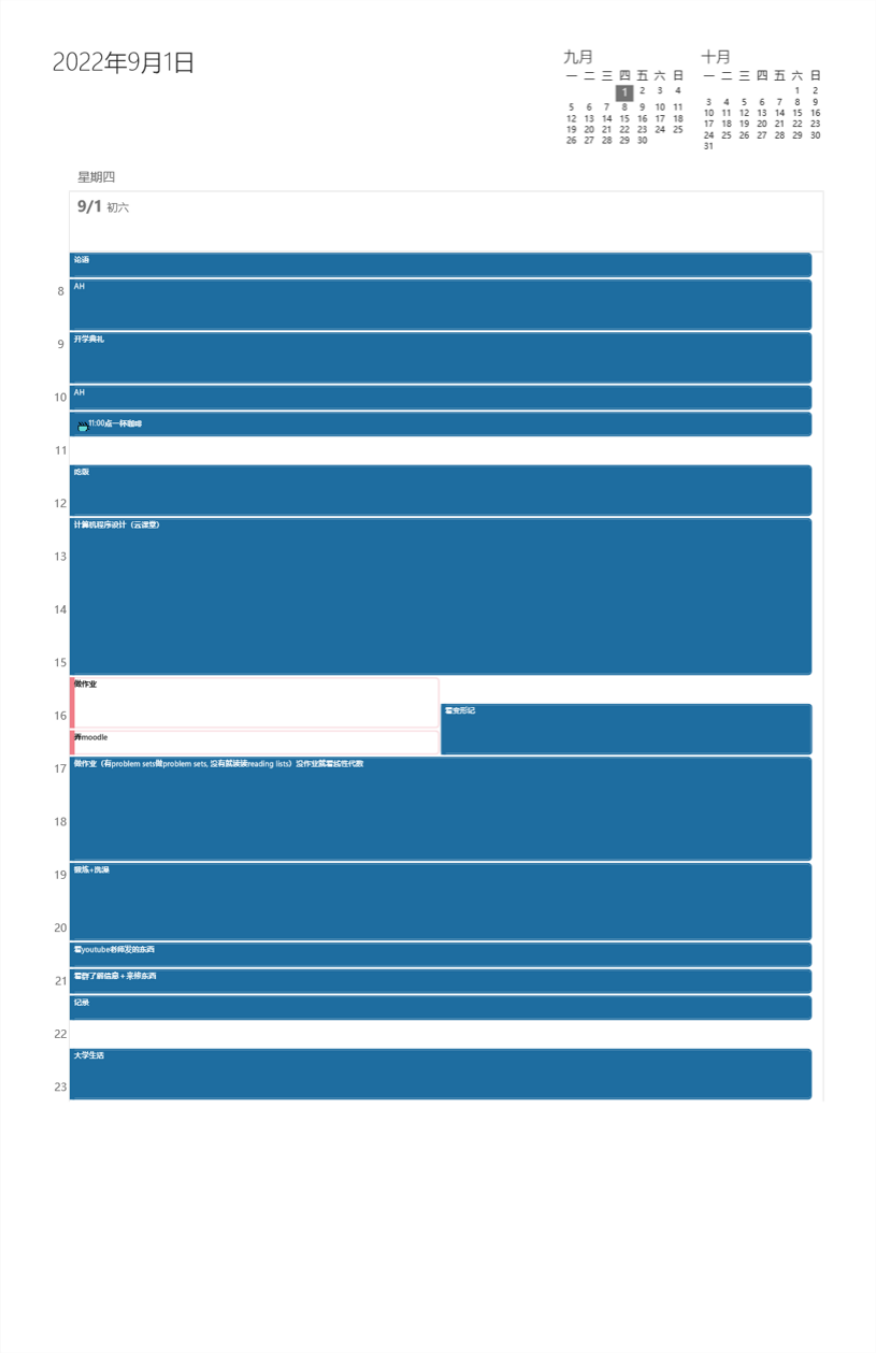 2022年9月1日
九月
一 二 三 四 五 六 日
1 2 3 4
5 6 7 8 9 10 11
12 13 14 15 16 17 18
19 20 21 22 23 24 25
26 27 28 29 30
十月
一 二 三 四 五 六 日
1 2
3 4 5 6 7 8 9
10 11 12 13 14 15 16
17 18 19 20 21 22 23
24 25 26 27 28 29 30
31
星期四
9/1 初六
论语
8
AH
9
开学典礼
10
AH
11:00点一杯咖啡
11
吃饭
12
计算机程序设计（云课堂）
13
14
15
做作业
16
看变形记
弄moodle
17
做作业（有problem sets做problem sets, 没有就读读reading lists）没作业就看线性代数
18
19
锻炼+洗澡
20
看youtube老师发的东西
21
看群了解信息+来修东西
记录
22
大学生活
23